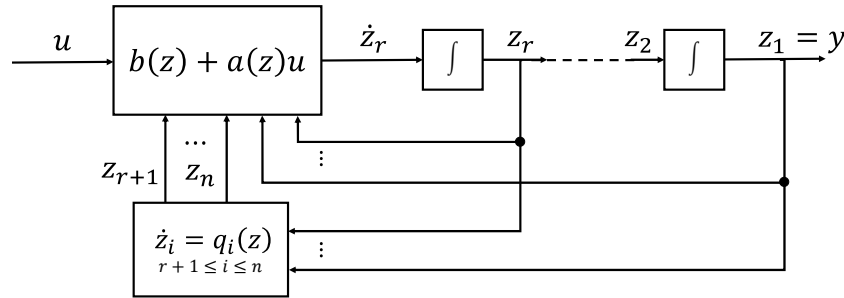 u
b(z) + a(z)u
ż_r
∫
z_r
z_2
∫
z_1 = y
⋮
z_{r+1}
...
z_n
ż_i = q_i(z)
r + 1 ≤ i ≤ n
⋮